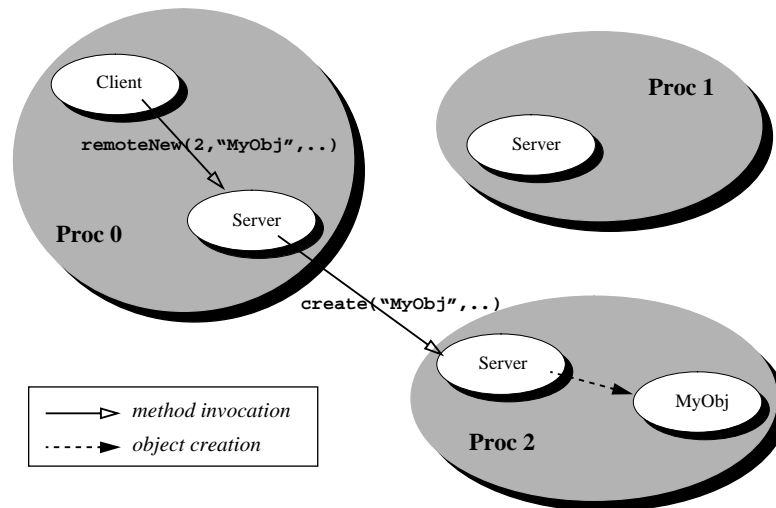 Client
remoteNew(2,“MyObj”,..)
Server
Proc 0
Proc 1
Server
create(“MyObj”,..)
Server
MyObj
Proc 2
method invocation
object creation